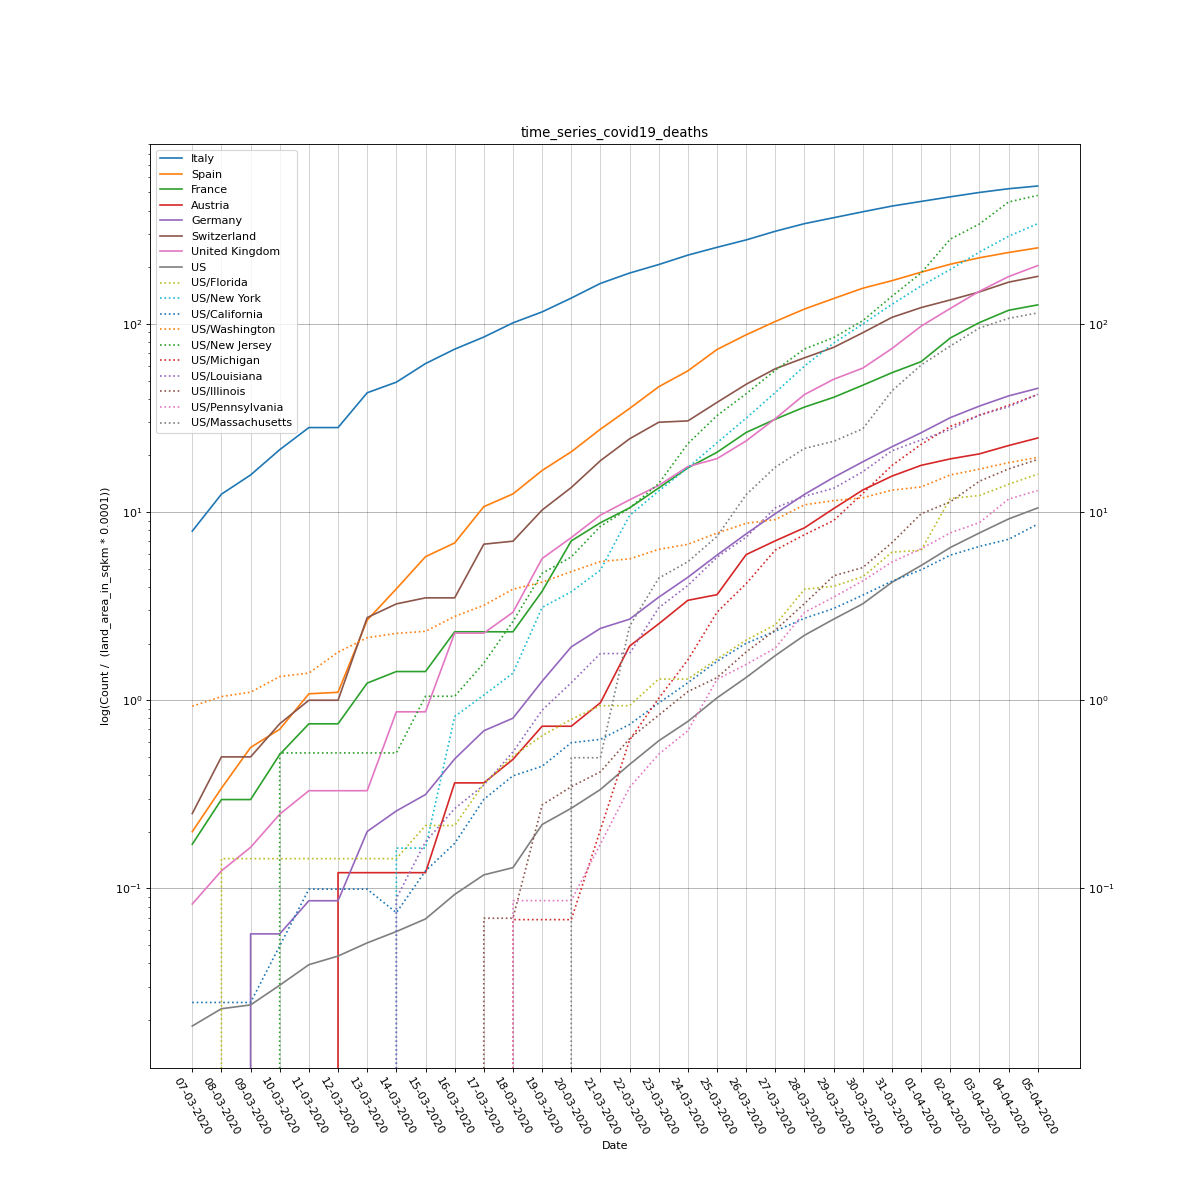 time_series_covid19_deaths
Italy
Spain
France
Austria
Germany
Switzerland
United Kingdom
US
US/Florida
US/New York
US/California
US/Washington
US/New Jersey
US/Michigan
US/Louisiana
US/Illinois
US/Pennsylvania
US/Massachusetts
log(Count / (land_area_in_sqkm * 0.0001))
10²
10¹
10⁰
10⁻¹
10²
10¹
10⁰
10⁻¹
07-03-2020
08-03-2020
09-03-2020
10-03-2020
11-03-2020
12-03-2020
13-03-2020
14-03-2020
15-03-2020
16-03-2020
17-03-2020
18-03-2020
19-03-2020
20-03-2020
21-03-2020
22-03-2020
23-03-2020
24-03-2020
25-03-2020
26-03-2020
27-03-2020
28-03-2020
29-03-2020
30-03-2020
31-03-2020
01-04-2020
02-04-2020
03-04-2020
04-04-2020
05-04-2020
Date